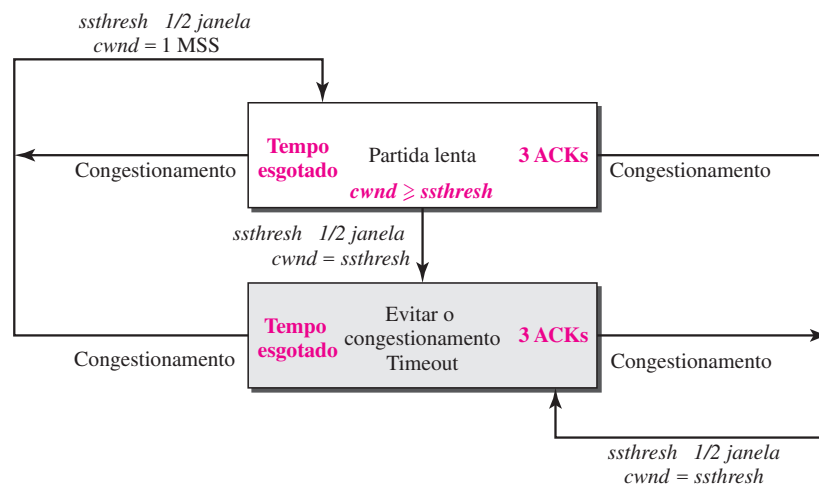 ssthresh 1/2 janela
cwnd = 1 MSS
Tempo esgotado
Partida lenta
3 ACKs
cwnd ⩾ ssthresh
Congestionamento
Congestionamento
ssthresh 1/2 janela
cwnd = ssthresh
Tempo esgotado
Evitar o
congestionamento
Timeout
3 ACKs
Congestionamento
Congestionamento
ssthresh 1/2 janela
cwnd = ssthresh